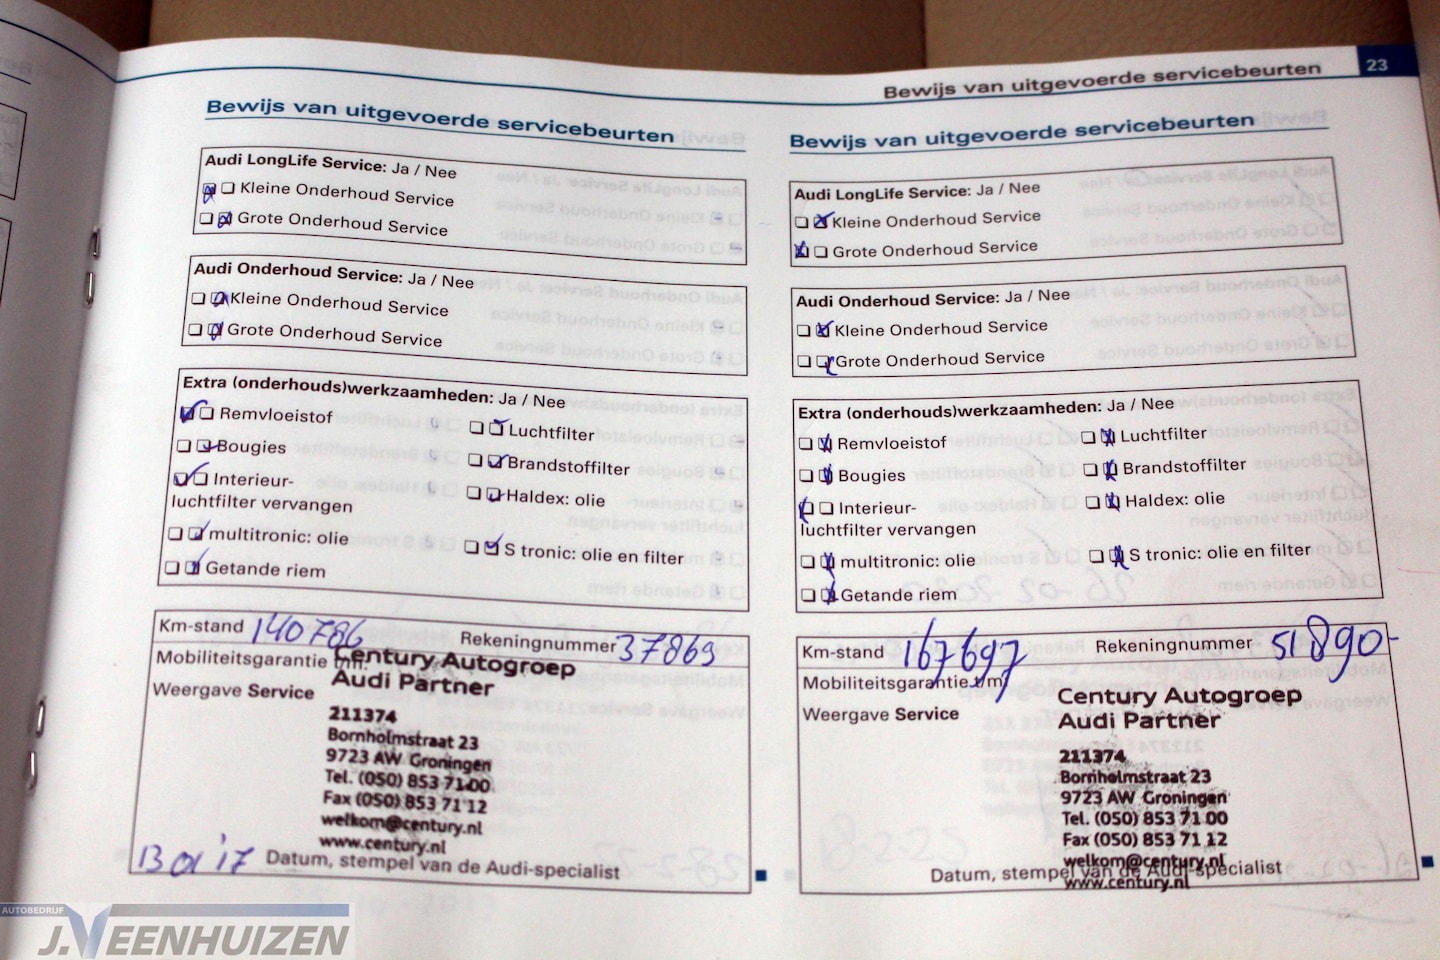 Bewijs van uitgevoerde servicebeurten 23
Bewijs van uitgevoerde servicebeurten
Audi LongLife Service: Ja / Nee
Kleine Onderhoud Service
Grote Onderhoud Service
Audi Onderhoud Service: Ja / Nee
Kleine Onderhoud Service
Grote Onderhoud Service
Extra (onderhouds)werkzaamheden: Ja / Nee
Remvloeistof
Luchtfilter
Bougies
Brandstoffilter
Interieur-
luchtfilter vervangen
Haldex: olie
multitronic: olie
S tronic: olie en filter
Getande riem
Km-stand 140786 Rekeningnummer 37869
Mobiliteitsgarantie t/m:
Weergave Service
Century Autogroep
Audi Partner
211374
Bornholmstraat 23
9723 AW Groningen
Tel. (050) 853 71 00
Fax (050) 853 71 12
welkom@century.nl
www.century.nl
13 01 '17 Datum, stempel van de Audi-specialist
Bewijs van uitgevoerde servicebeurten
Audi LongLife Service: Ja / Nee
Kleine Onderhoud Service
Grote Onderhoud Service
Audi Onderhoud Service: Ja / Nee
Kleine Onderhoud Service
Grote Onderhoud Service
Extra (onderhouds)werkzaamheden: Ja / Nee
Remvloeistof
Luchtfilter
Bougies
Brandstoffilter
Interieur-
luchtfilter vervangen
Haldex: olie
multitronic: olie
S tronic: olie en filter
Getande riem
Km-stand 167697 Rekeningnummer 51890-
Mobiliteitsgarantie t/m:
Weergave Service
Century Autogroep
Audi Partner
211374
Bornholmstraat 23
9723 AW Groningen
Tel. (050) 853 71 00
Fax (050) 853 71 12
welkom@century.nl
www.century.nl
Datum, stempel van de Audi-specialist
AUTOBEDRIJF
J. VEENHUIZEN